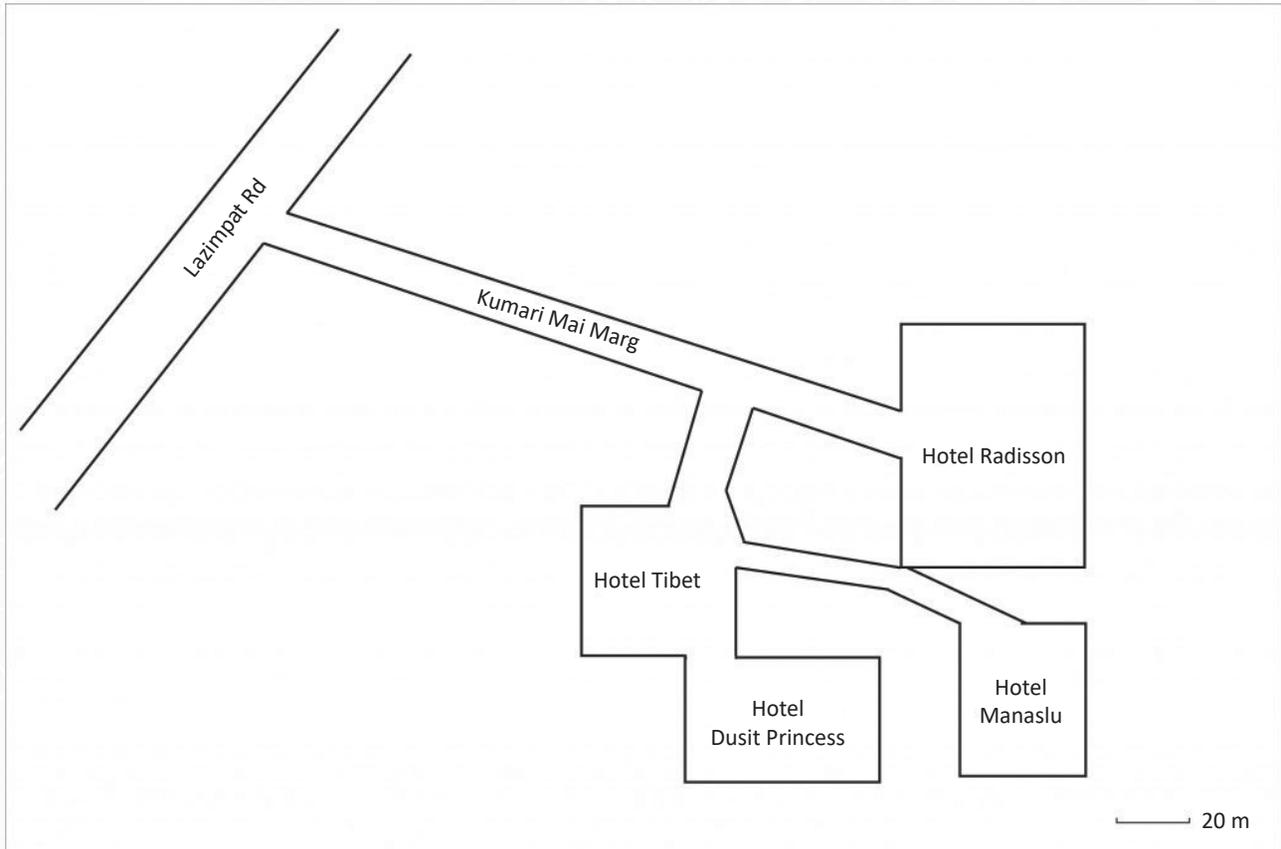 Lazimpat Rd
Kumari Mai Marg
Hotel Radisson
Hotel Tibet
Hotel
Manaslu
Hotel
Dusit Princess
20 m